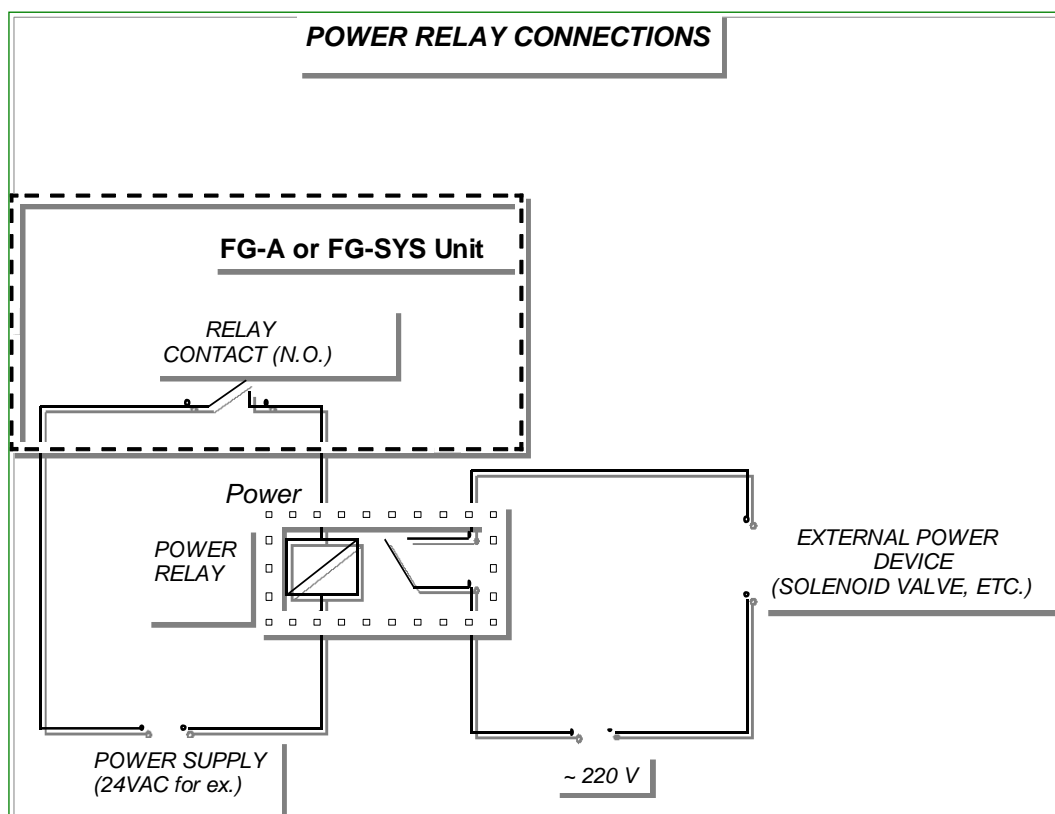 POWER RELAY CONNECTIONS
FG-A or FG-SYS Unit
RELAY
CONTACT (N.O.)
Power
POWER
RELAY
EXTERNAL POWER
DEVICE
(SOLENOID VALVE, ETC.)
POWER SUPPLY
(24VAC for ex.)
~ 220 V